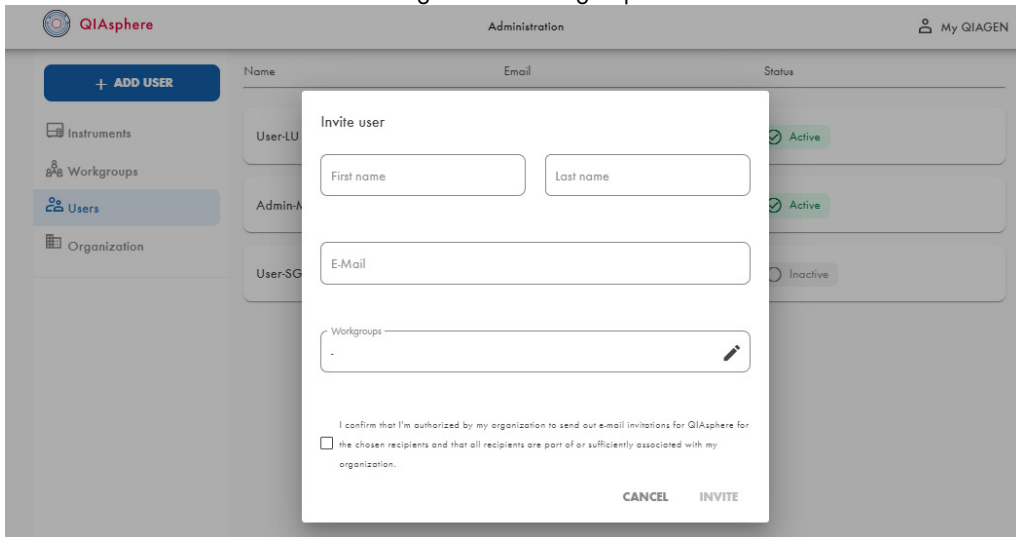 QIAsphere
Administration
My QIAGEN
+ ADD USER
Name Email Status
Instruments
Workgroups
Users
Organization
User-LU
Active
Admin-M
Active
User-SG
Inactive
Invite user
First name
Last name
E-Mail
Workgroups
-
I confirm that I'm authorized by my organization to send out e-mail invitations for QIAsphere for
the chosen recipients and that all recipients are part of or sufficiently associated with my
organization.
CANCEL INVITE